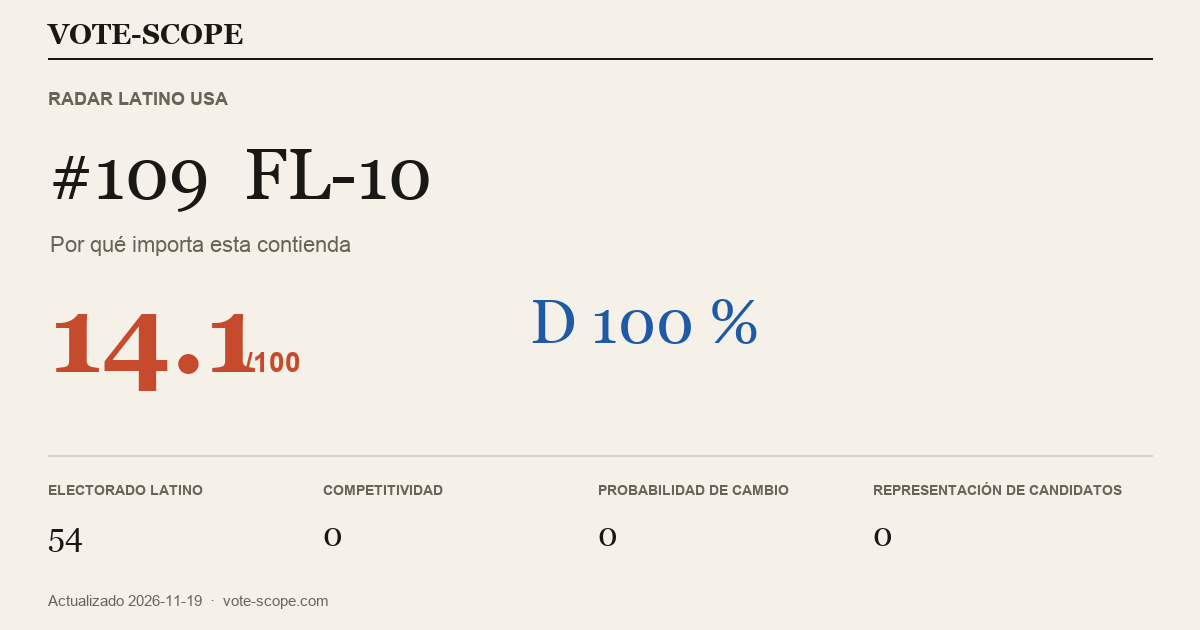 VOTE-SCOPE
RADAR LATINO USA
#109 FL-10
Por qué importa esta contienda
14.1/100
D 100 %
ELECTORADO LATINO
COMPETITIVIDAD
PROBABILIDAD DE CAMBIO
REPRESENTACIÓN DE CANDIDATOS
54
0
0
0
Actualizado 2026-11-19 · vote-scope.com